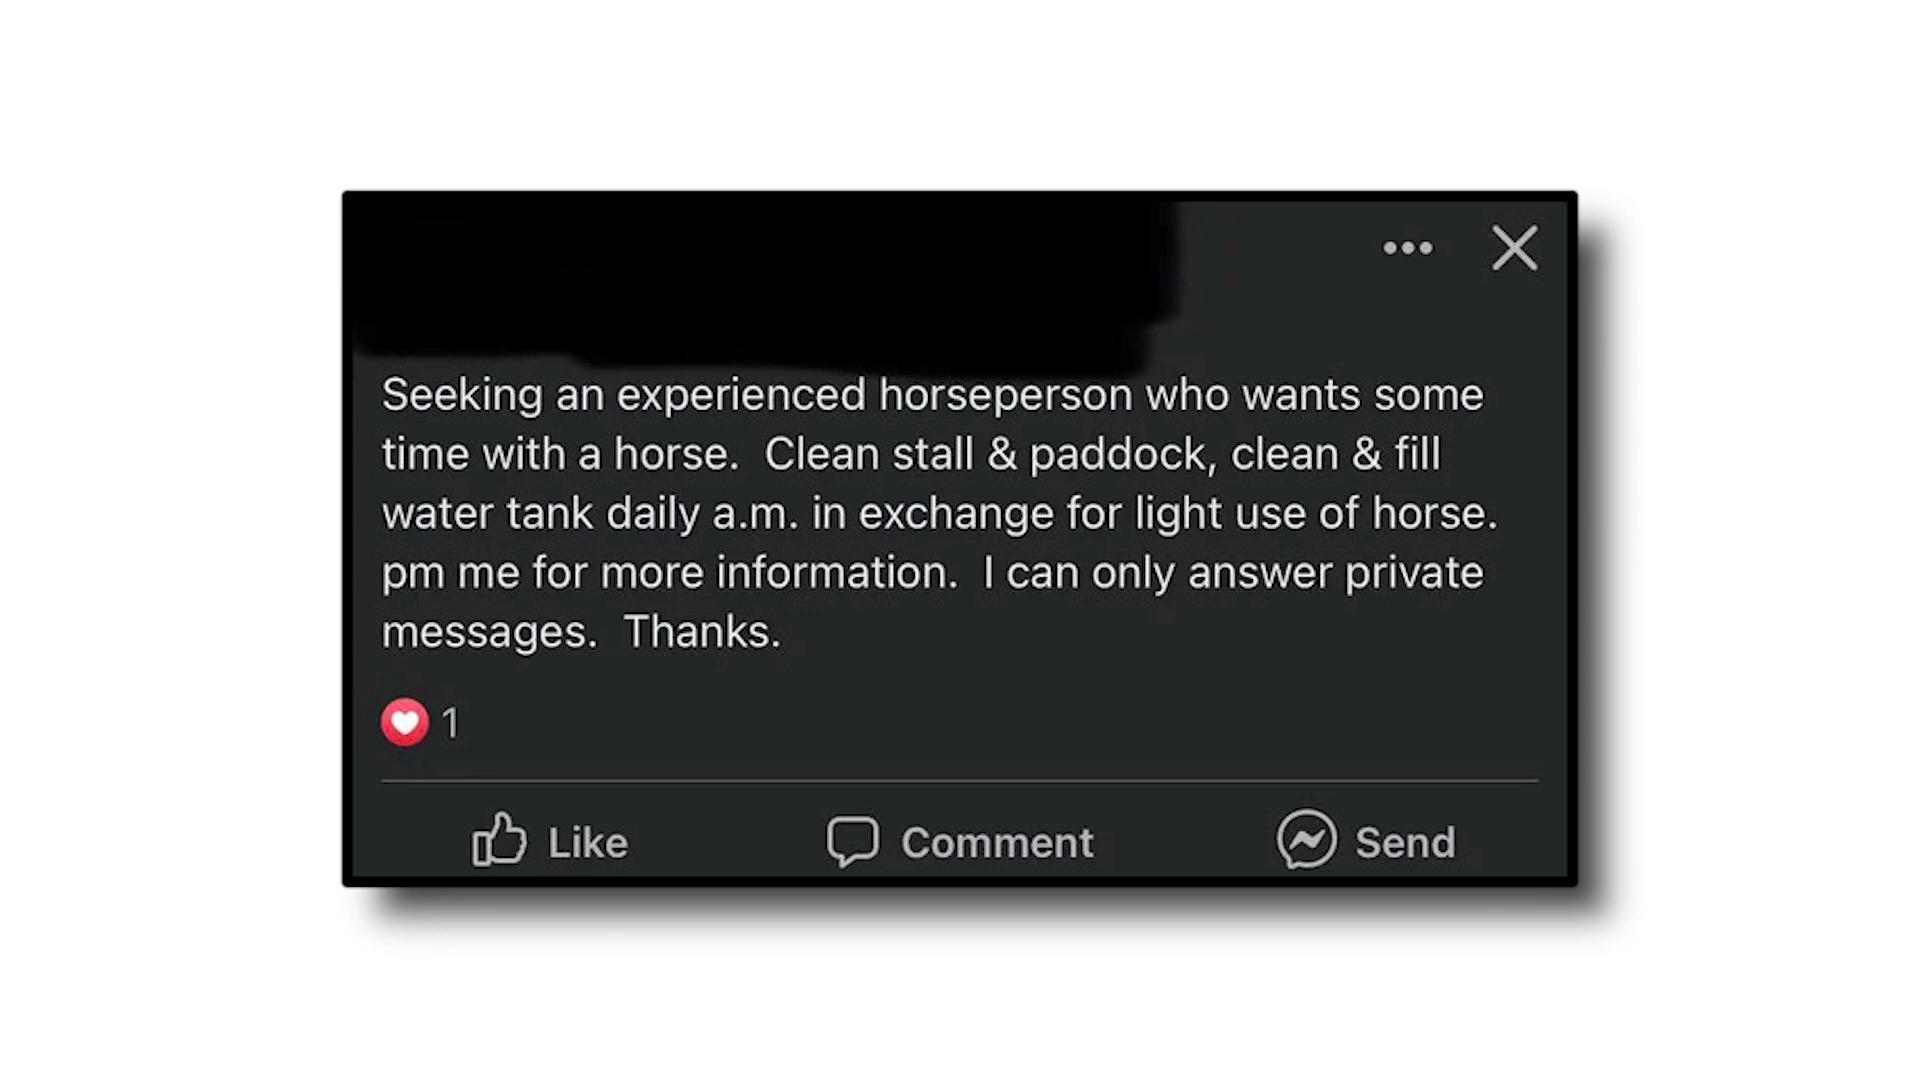 Seeking an experienced horseperson who wants some
time with a horse.  Clean stall & paddock, clean & fill
water tank daily a.m. in exchange for light use of horse.
pm me for more information.  I can only answer private
messages.  Thanks.
1
Like Comment Send